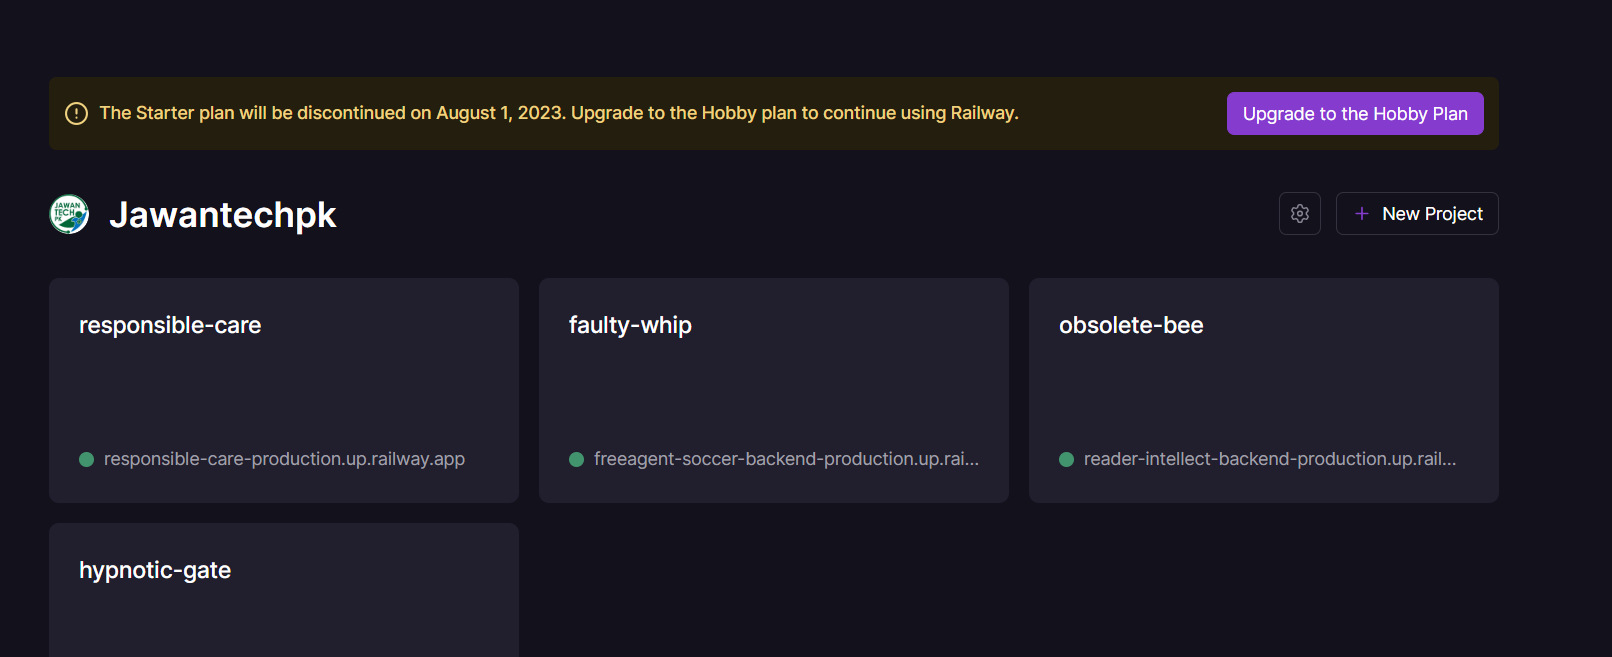 The Starter plan will be discontinued on August 1, 2023. Upgrade to the Hobby plan to continue using Railway.
Upgrade to the Hobby Plan
JAWAN
TECH
PK
Jawantechpk
New Project
responsible-care
faulty-whip
obsolete-bee
responsible-care-production.up.railway.app
freeagent-soccer-backend-production.up.rai...
reader-intellect-backend-production.up.rail...
hypnotic-gate